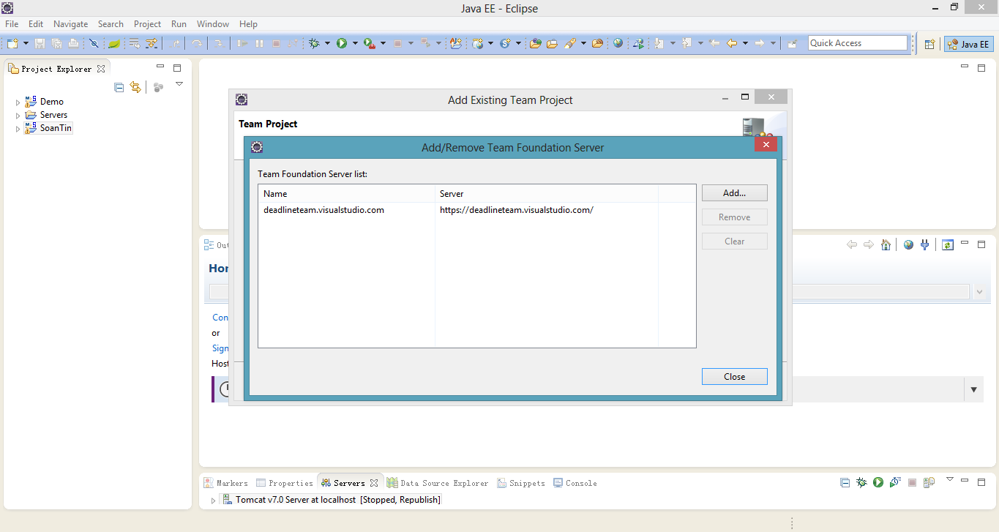 Java EE - Eclipse
File Edit Navigate Search Project Run Window Help
Quick Access
Java EE
Project Explorer
Demo
Servers
SoanTin
Add Existing Team Project
Team Project
Add/Remove Team Foundation Server
Team Foundation Server list:
Name Server
deadlineteam.visualstudio.com https://deadlineteam.visualstudio.com/
Add...
Remove
Clear
Close
Out
Hor
Con
or
Sign
Host
Markers Properties Servers Data Source Explorer Snippets Console
Tomcat v7.0 Server at localhost [Stopped, Republish]